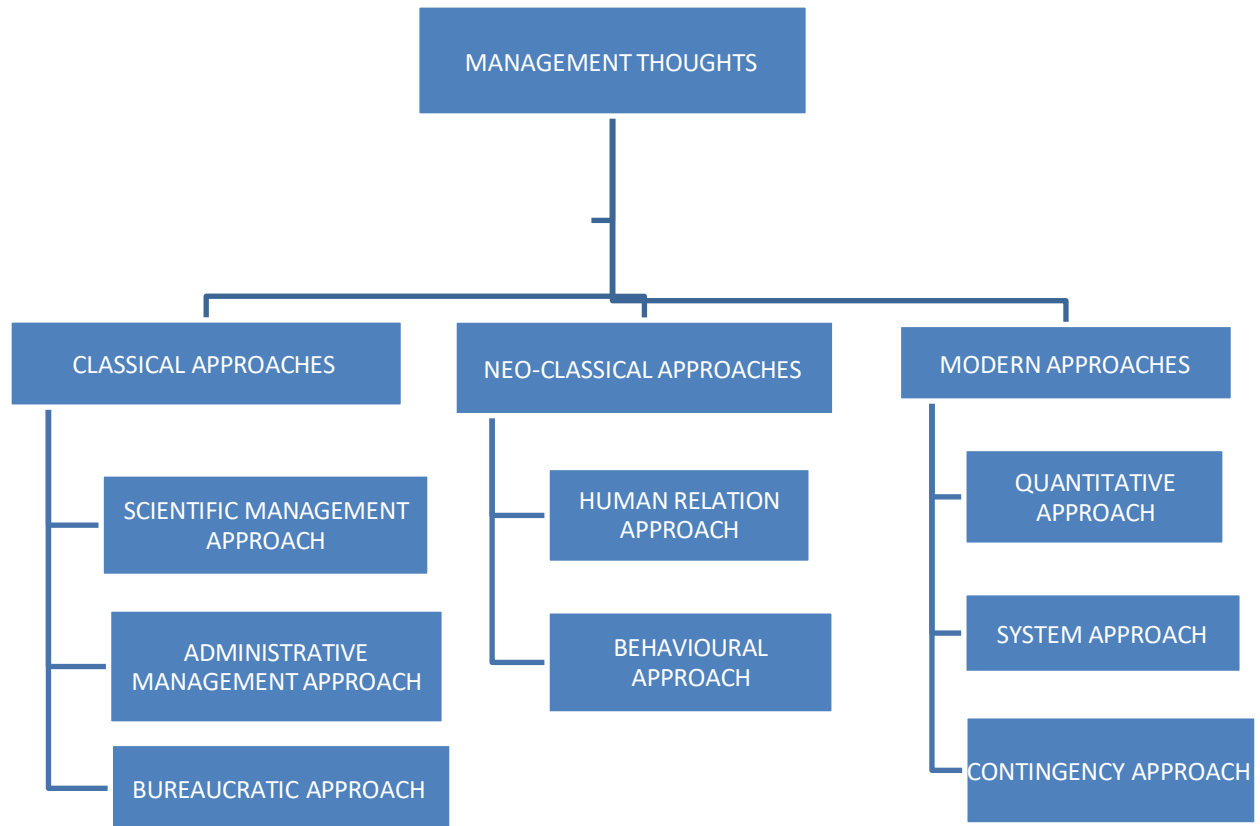 MANAGEMENT THOUGHTS
CLASSICAL APPROACHES
NEO-CLASSICAL APPROACHES
MODERN APPROACHES
SCIENTIFIC MANAGEMENT
APPROACH
ADMINISTRATIVE
MANAGEMENT APPROACH
BUREAUCRATIC APPROACH
HUMAN RELATION
APPROACH
BEHAVIOURAL
APPROACH
QUANTITATIVE
APPROACH
SYSTEM APPROACH
CONTINGENCY APPROACH